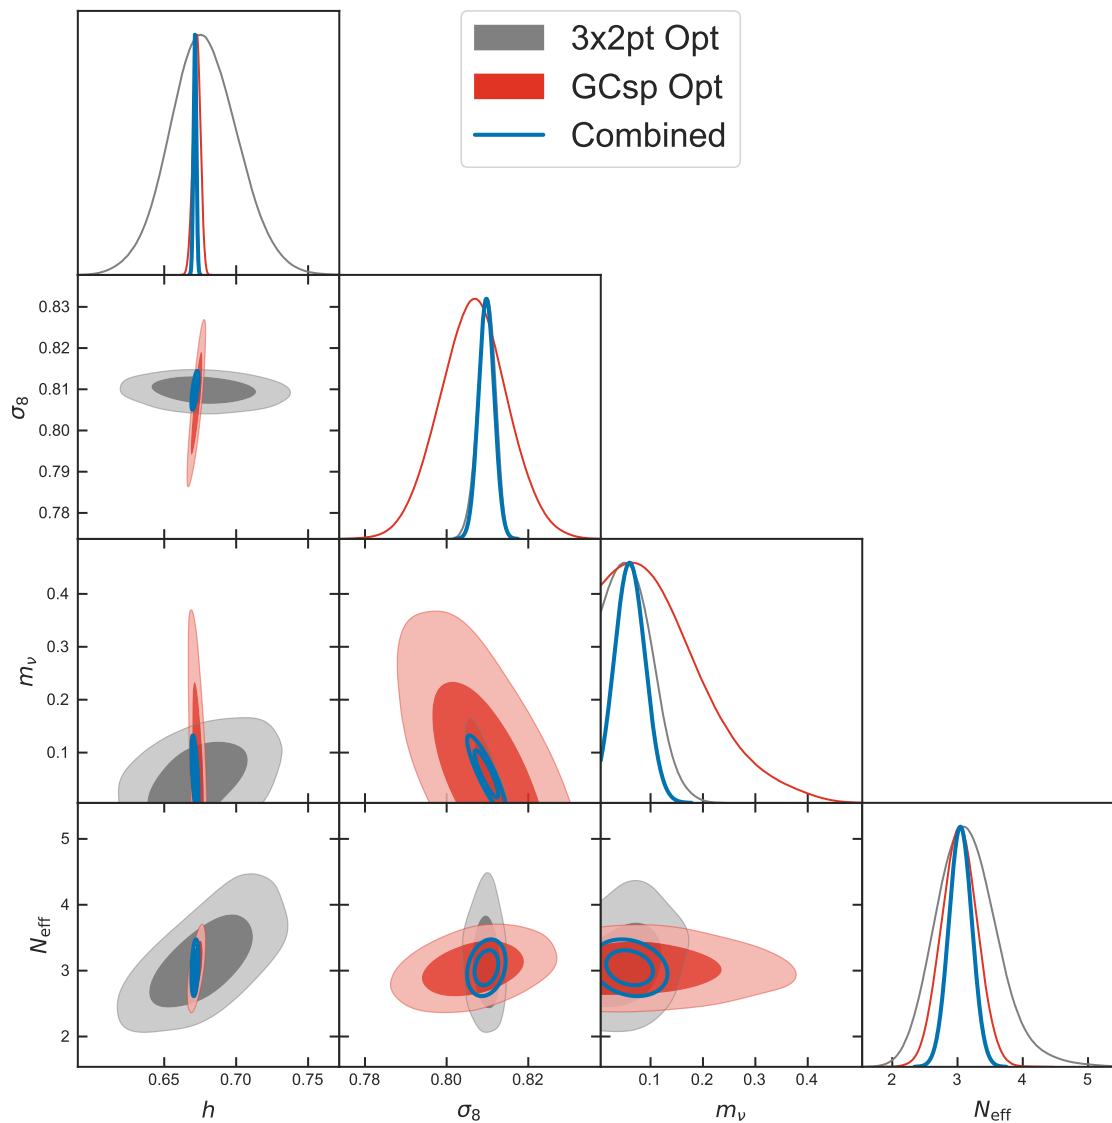 3x2pt Opt
GCsp Opt
Combined
0.83
0.82
0.81
0.80
0.79
0.78
σ8
0.4
0.3
0.2
0.1
mν
5
4
3
2
Neff
0.65 0.70 0.75
0.78 0.80 0.82
0.1 0.2 0.3 0.4
2 3 4 5
h
σ8
mν
Neff